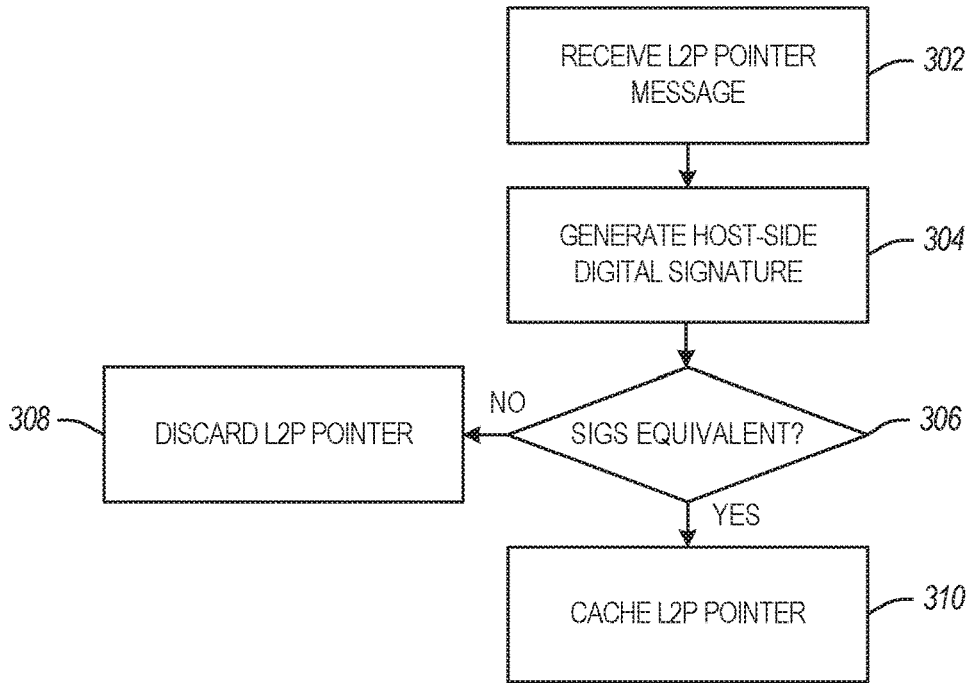 RECEIVE L2P POINTER
MESSAGE
302
GENERATE HOST-SIDE
DIGITAL SIGNATURE
304
308
DISCARD L2P POINTER
NO
SIGS EQUIVALENT?
306
YES
CACHE L2P POINTER
310